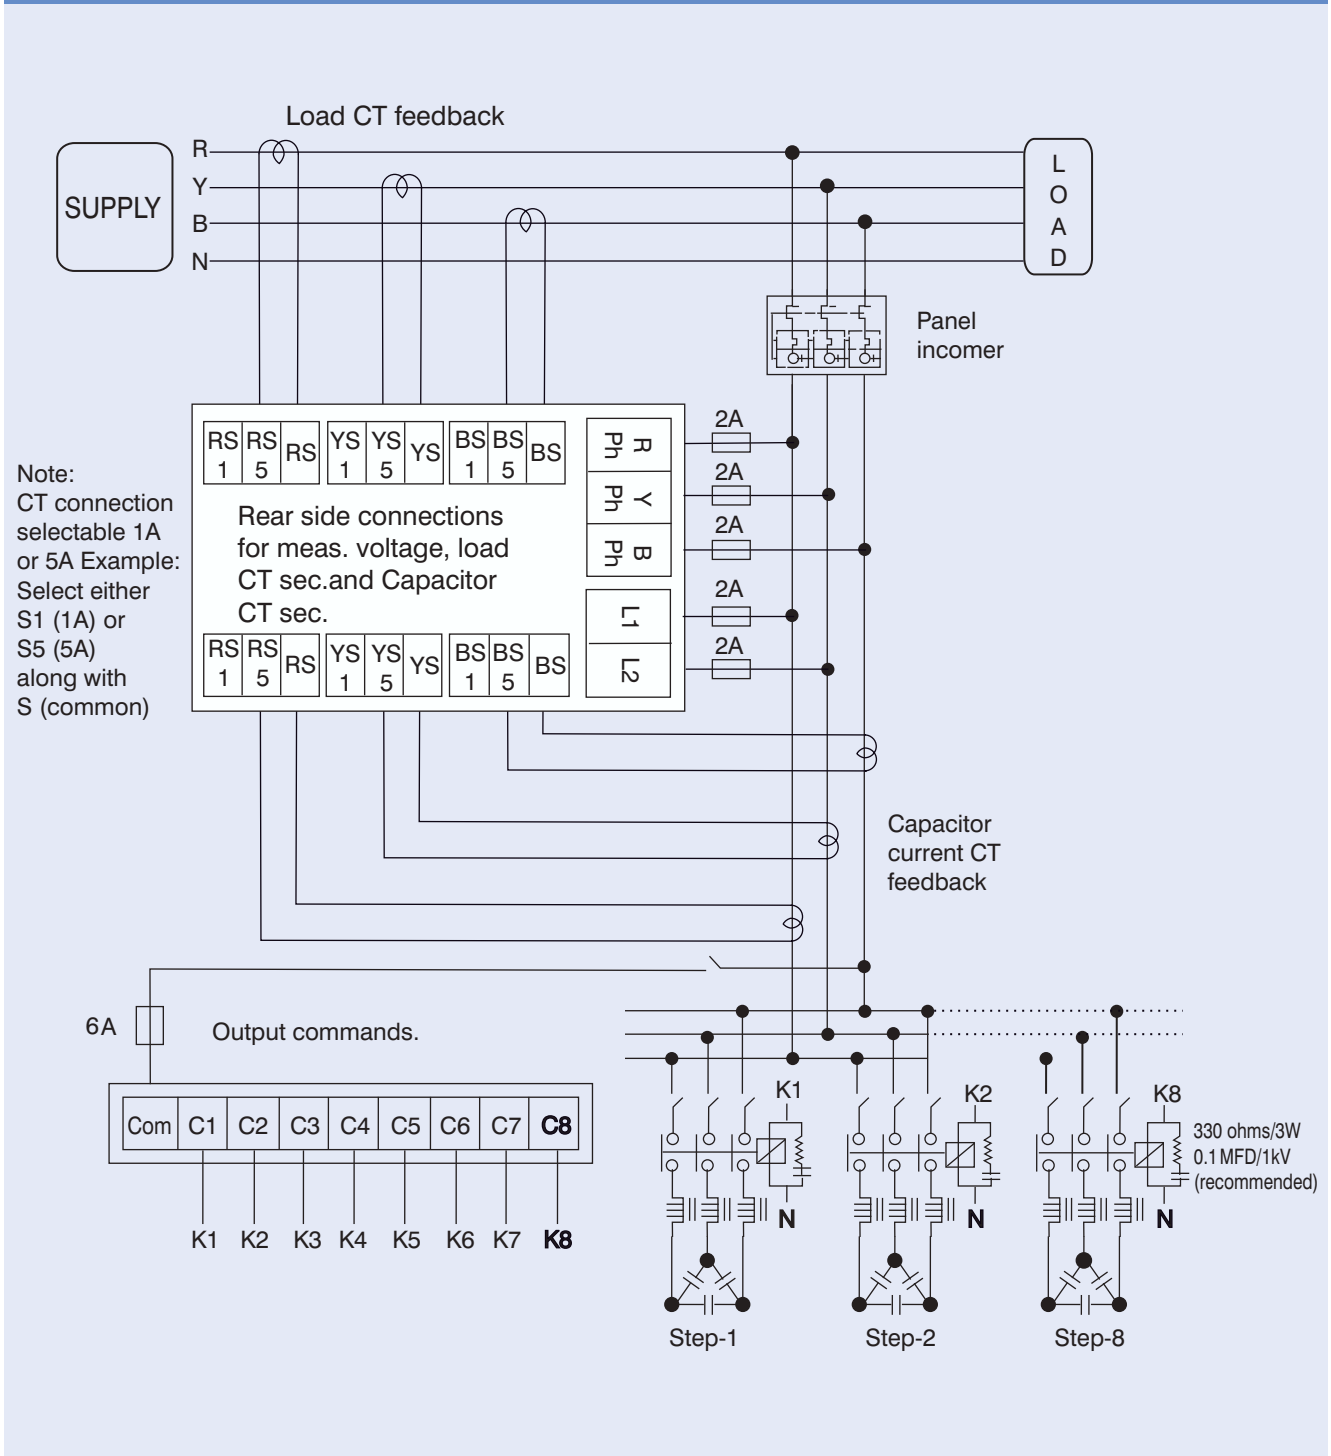 Load CT feedback
SUPPLY
R
Y
B
N
L
O
A
D
Panel
incomer
RS
1
RS
5
RS
YS
1
YS
5
YS
BS
1
BS
5
BS
R
Ph
Y
Ph
B
Ph
L1
L2
2A
2A
2A
2A
2A
Note:
CT connection
selectable 1A
or 5A Example:
Select either
S1 (1A) or
S5 (5A)
along with
S (common)
Rear side connections
for meas. voltage, load
CT sec.and Capacitor
CT sec.
RS
1
RS
5
RS
YS
1
YS
5
YS
BS
1
BS
5
BS
Capacitor
current CT
feedback
6A
Output commands.
Com C1 C2 C3 C4 C5 C6 C7 C8
K1 K2 K3 K4 K5 K6 K7 K8
K1
K2
K8
330 ohms/3W
0.1 MFD/1kV
(recommended)
N
N
N
Step-1
Step-2
Step-8